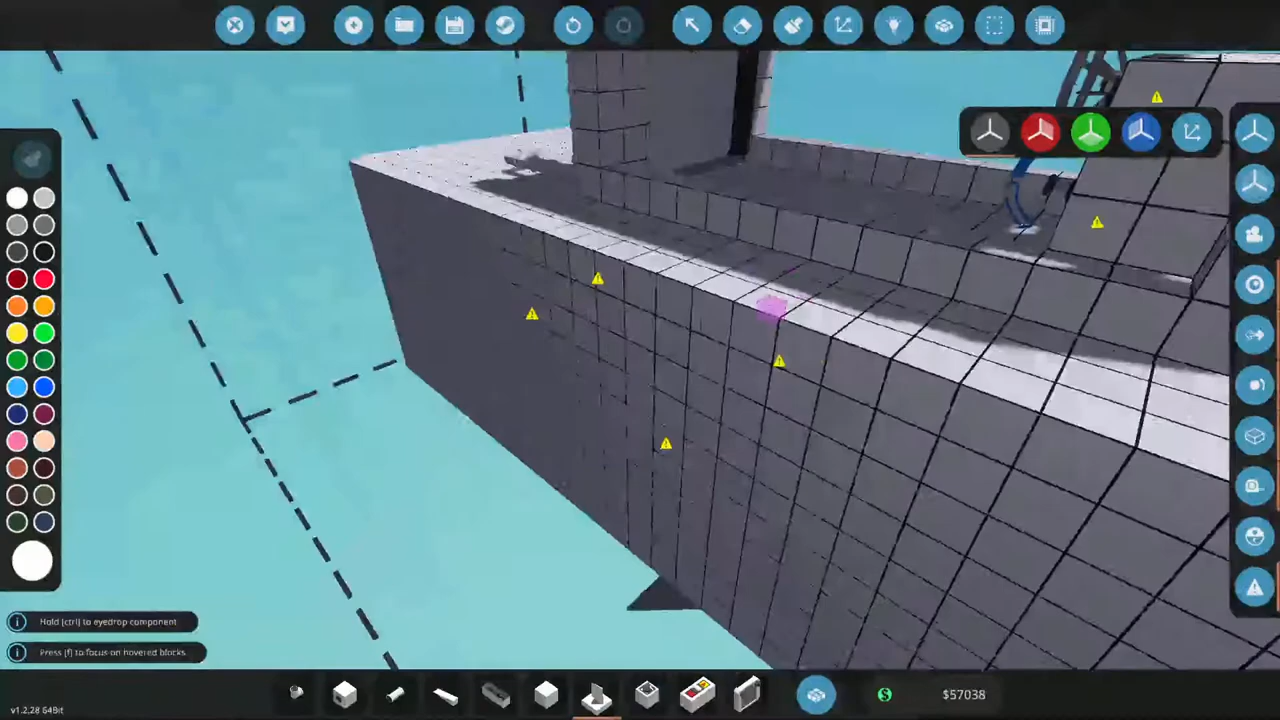 Hold [ctrl] to eyedrop component
Press [f] to focus on hovered blocks
v1.2.28 64Bit
$57038